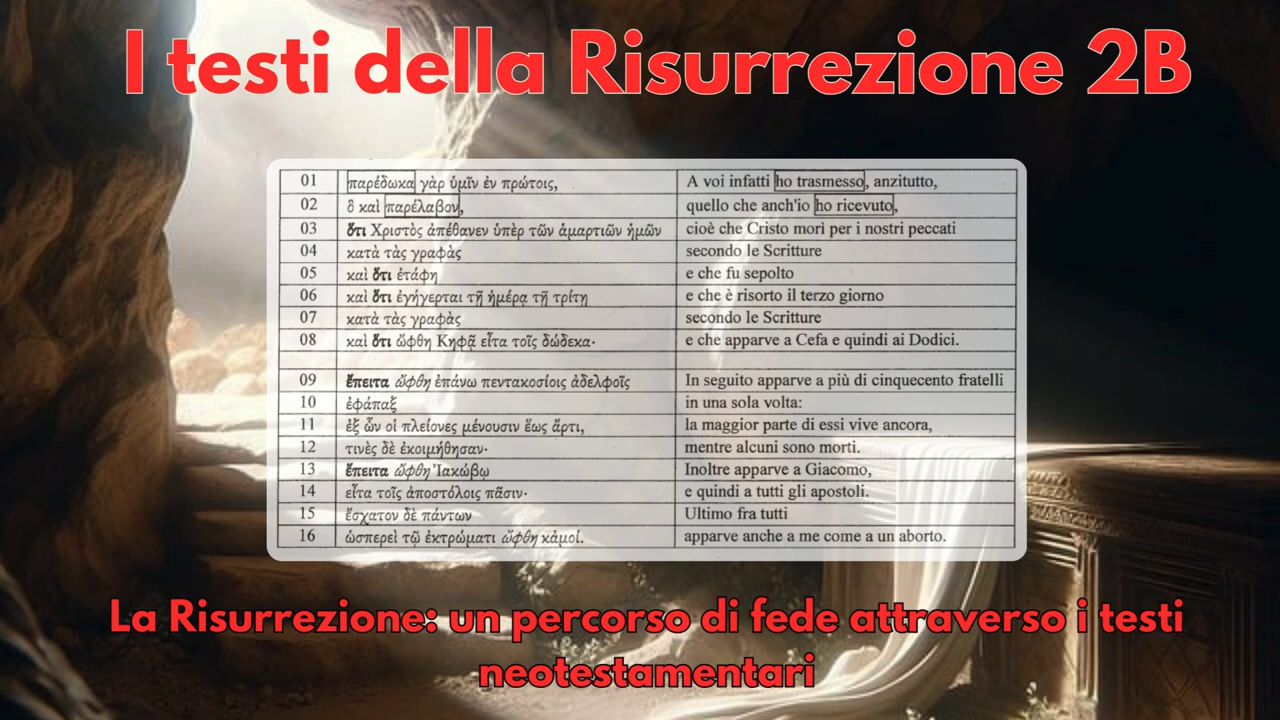 I testi della Risurrezione 2B
01 παρέδωκα γὰρ ὑμῖν ἐν πρώτοις, A voi infatti ho trasmesso, anzitutto,
02 ὃ καὶ παρέλαβον, quello che anch'io ho ricevuto,
03 ὅτι Χριστὸς ἀπέθανεν ὑπὲρ τῶν ἁμαρτιῶν ἡμῶν cioè che Cristo morì per i nostri peccati
04 κατὰ τὰς γραφὰς secondo le Scritture
05 καὶ ὅτι ἐτάφη e che fu sepolto
06 καὶ ὅτι ἐγήγερται τῇ ἡμέρᾳ τῇ τρίτῃ e che è risorto il terzo giorno
07 κατὰ τὰς γραφὰς secondo le Scritture
08 καὶ ὅτι ὤφθη Κηφᾷ εἶτα τοῖς δώδεκα· e che apparve a Cefa e quindi ai Dodici.
09 ἔπειτα ὤφθη ἐπάνω πεντακοσίοις ἀδελφοῖς In seguito apparve a più di cinquecento fratelli
10 ἐφάπαξ in una sola volta:
11 ἐξ ὧν οἱ πλείονες μένουσιν ἕως ἄρτι, la maggior parte di essi vive ancora,
12 τινὲς δὲ ἐκοιμήθησαν· mentre alcuni sono morti.
13 ἔπειτα ὤφθη Ἰακώβῳ Inoltre apparve a Giacomo,
14 εἶτα τοῖς ἀποστόλοις πᾶσιν· e quindi a tutti gli apostoli.
15 ἔσχατον δὲ πάντων Ultimo fra tutti
16 ὡσπερεὶ τῷ ἐκτρώματι ὤφθη κἀμοί. apparve anche a me come a un aborto.
La Risurrezione: un percorso di fede attraverso i testi
neotestamentari